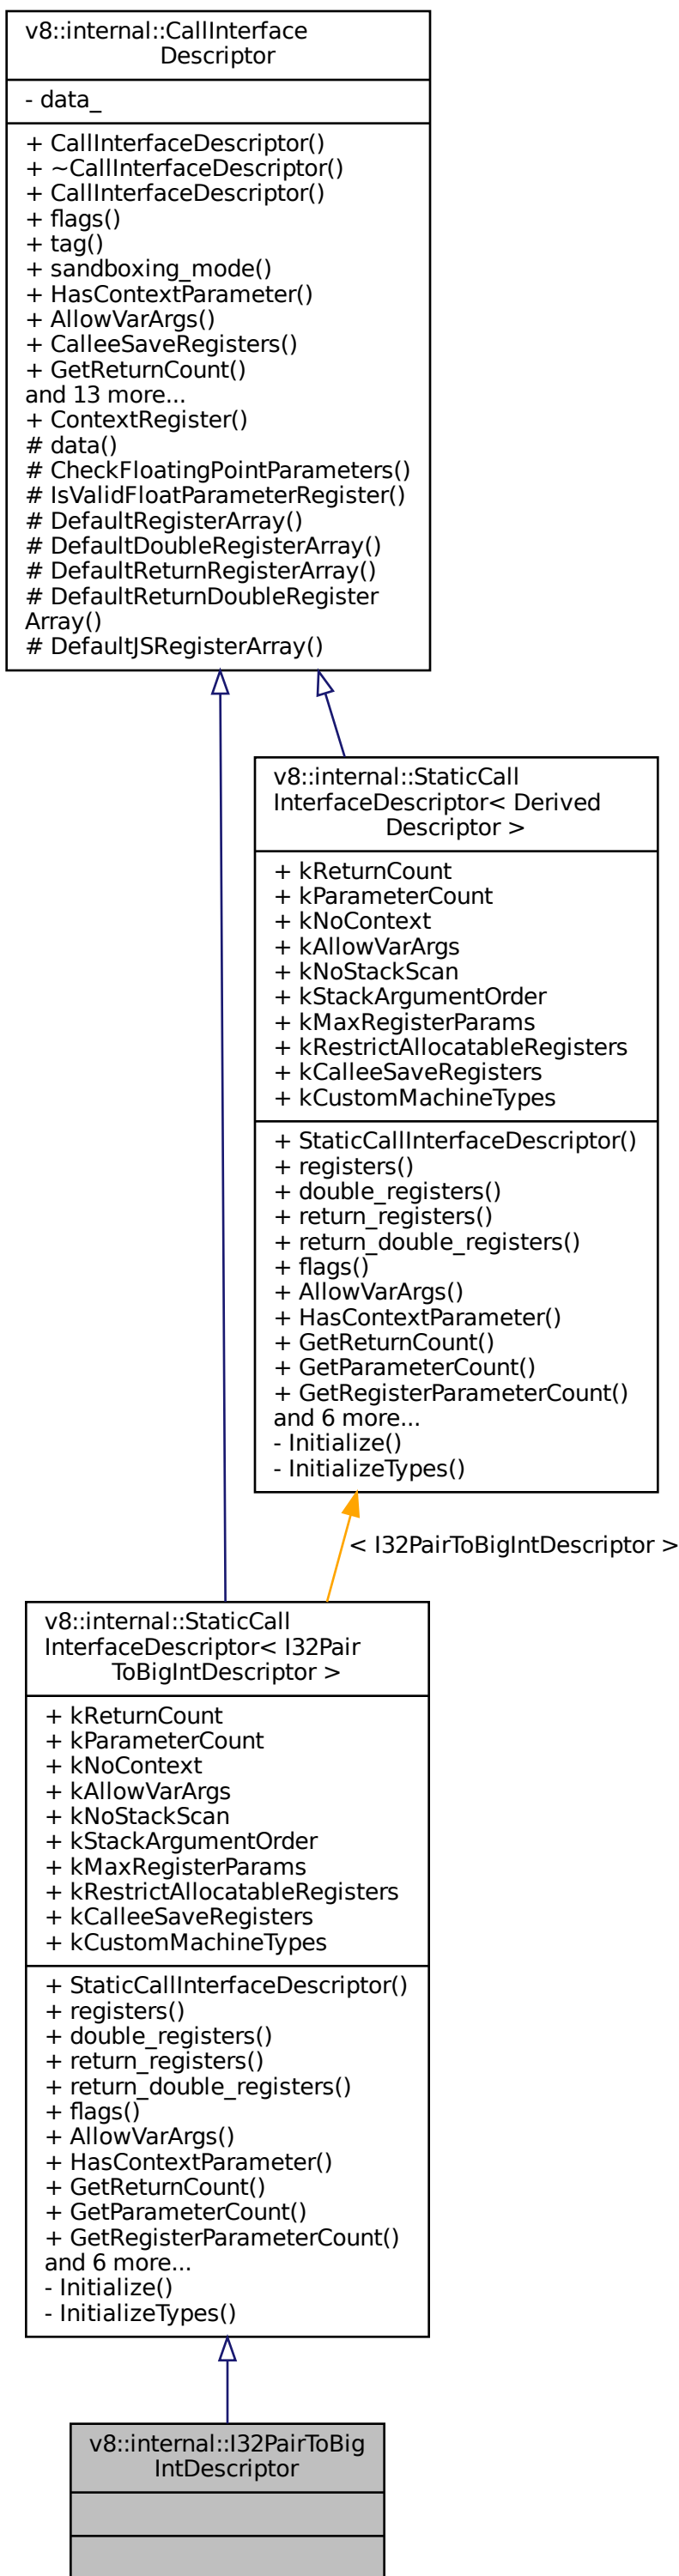 v8::internal::CallInterface
Descriptor
- data_
+ CallInterfaceDescriptor()
+ ~CallInterfaceDescriptor()
+ CallInterfaceDescriptor()
+ flags()
+ tag()
+ sandboxing_mode()
+ HasContextParameter()
+ AllowVarArgs()
+ CalleeSaveRegisters()
+ GetReturnCount()
and 13 more...
+ ContextRegister()
# data()
# CheckFloatingPointParameters()
# IsValidFloatParameterRegister()
# DefaultRegisterArray()
# DefaultDoubleRegisterArray()
# DefaultReturnRegisterArray()
# DefaultReturnDoubleRegister
Array()
# DefaultJSRegisterArray()
v8::internal::StaticCall
InterfaceDescriptor< Derived
Descriptor >
+ kReturnCount
+ kParameterCount
+ kNoContext
+ kAllowVarArgs
+ kNoStackScan
+ kStackArgumentOrder
+ kMaxRegisterParams
+ kRestrictAllocatableRegisters
+ kCalleeSaveRegisters
+ kCustomMachineTypes
+ StaticCallInterfaceDescriptor()
+ registers()
+ double_registers()
+ return_registers()
+ return_double_registers()
+ flags()
+ AllowVarArgs()
+ HasContextParameter()
+ GetReturnCount()
+ GetParameterCount()
+ GetRegisterParameterCount()
and 6 more...
- Initialize()
- InitializeTypes()
< I32PairToBigIntDescriptor >
v8::internal::StaticCall
InterfaceDescriptor< I32Pair
ToBigIntDescriptor >
+ kReturnCount
+ kParameterCount
+ kNoContext
+ kAllowVarArgs
+ kNoStackScan
+ kStackArgumentOrder
+ kMaxRegisterParams
+ kRestrictAllocatableRegisters
+ kCalleeSaveRegisters
+ kCustomMachineTypes
+ StaticCallInterfaceDescriptor()
+ registers()
+ double_registers()
+ return_registers()
+ return_double_registers()
+ flags()
+ AllowVarArgs()
+ HasContextParameter()
+ GetReturnCount()
+ GetParameterCount()
+ GetRegisterParameterCount()
and 6 more...
- Initialize()
- InitializeTypes()
v8::internal::I32PairToBig
IntDescriptor